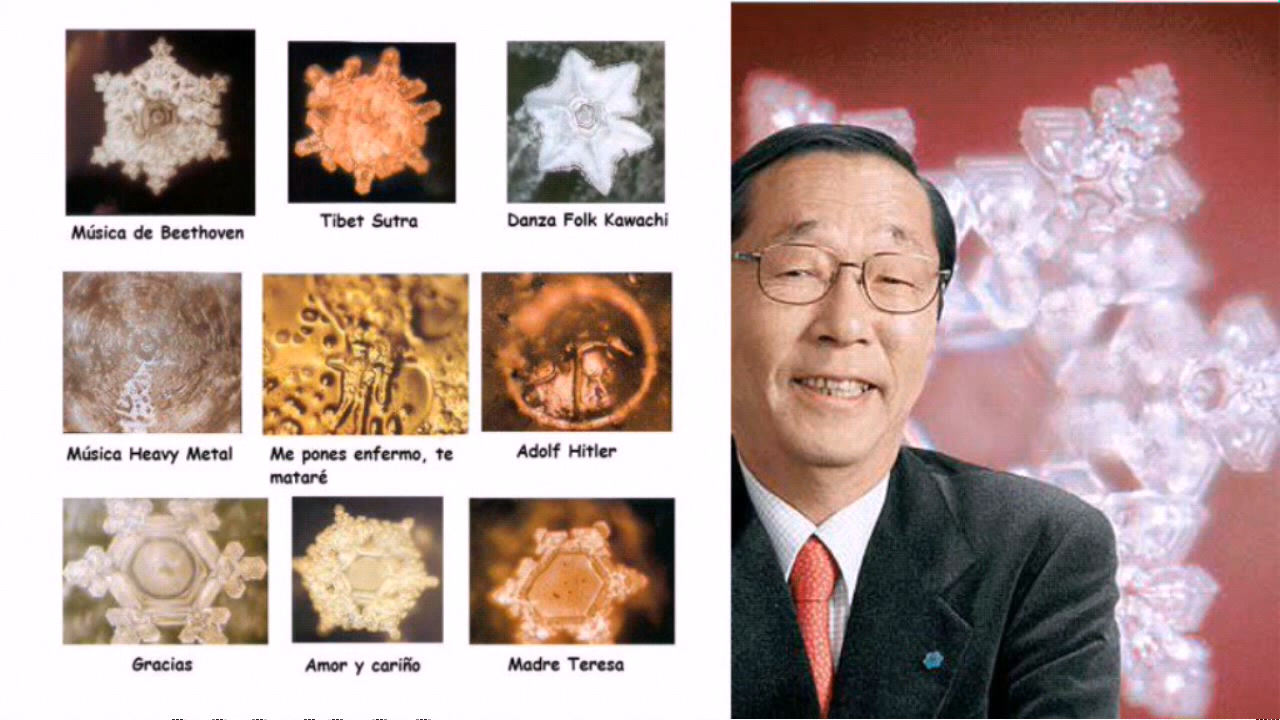 Música de Beethoven
Tibet Sutra
Danza Folk Kawachi
Música Heavy Metal
Me pones enfermo, te
mataré
Adolf Hitler
Gracias
Amor y cariño
Madre Teresa